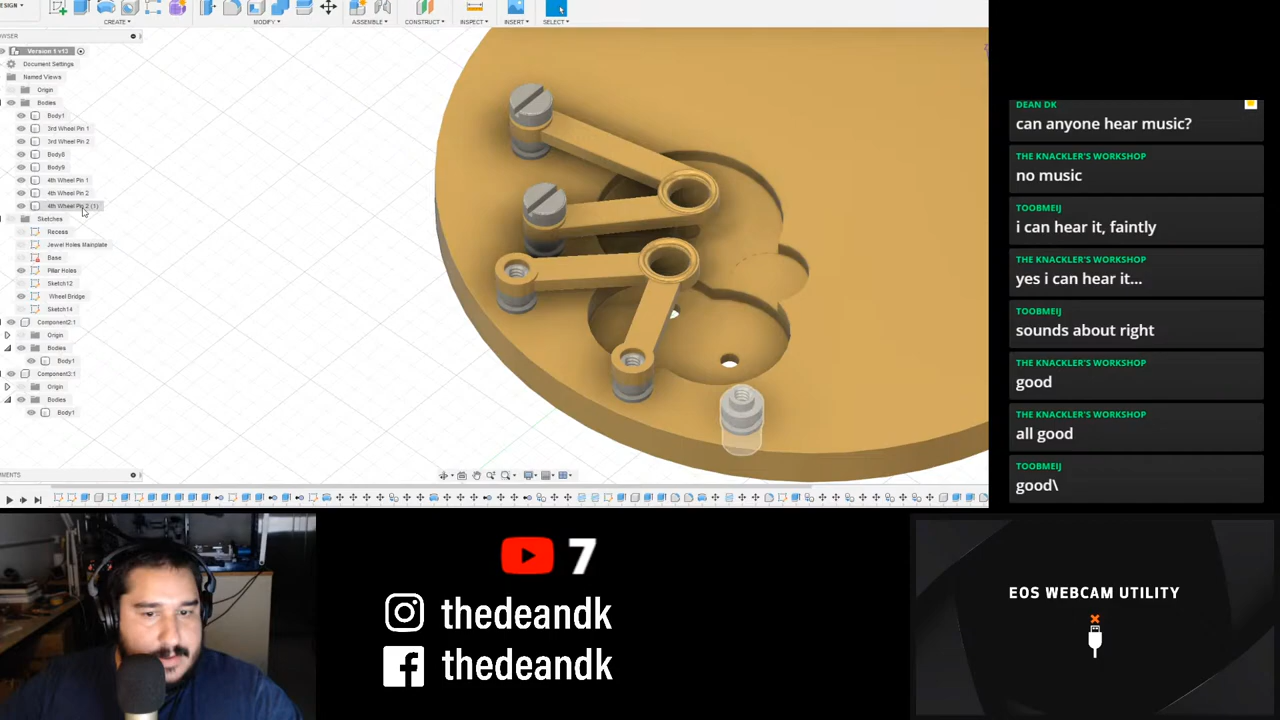 ESIGN
CREATE
MODIFY
ASSEMBLE
CONSTRUCT
INSPECT
INSERT
SELECT
WSER
Version 1 v13
Document Settings
Named Views
Origin
Bodies
Body1
3rd Wheel Pin 1
3rd Wheel Pin 2
Body8
Body9
4th Wheel Pin 1
4th Wheel Pin 2
4th Wheel Pin 2 (1)
Sketches
Recess
Jewel Holes Mainplate
Base
Pillar Holes
Sketch12
Wheel Bridge
Sketch14
Component2:1
Origin
Bodies
Body1
Component3:1
Origin
Bodies
Body1
MMENTS
DEAN DK
can anyone hear music?
THE KNACKLER'S WORKSHOP
no music
TOOBMEIJ
i can hear it, faintly
THE KNACKLER'S WORKSHOP
yes i can hear it...
TOOBMEIJ
sounds about right
THE KNACKLER'S WORKSHOP
good
THE KNACKLER'S WORKSHOP
all good
TOOBMEIJ
good\
7
thedeandk
thedeandk
EOS WEBCAM UTILITY